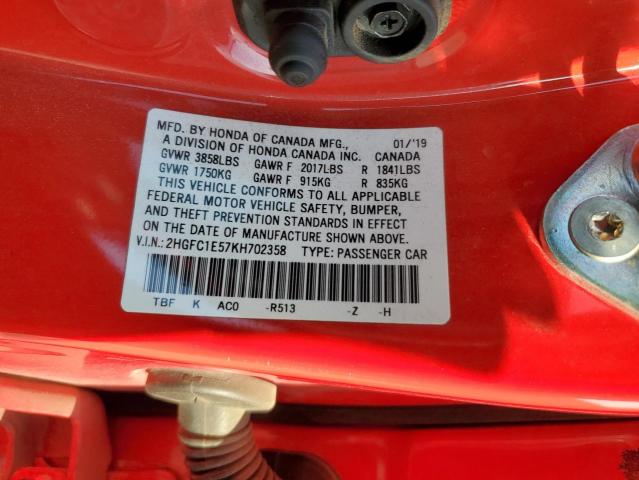 MFD. BY HONDA OF CANADA MFG., 01/'19
A DIVISION OF HONDA CANADA INC. CANADA
GVWR 3858LBS GAWR F 2017LBS R 1841LBS
GVWR 1750KG GAWR F 915KG R 835KG
THIS VEHICLE CONFORMS TO ALL APPLICABLE
FEDERAL MOTOR VEHICLE SAFETY, BUMPER,
AND THEFT PREVENTION STANDARDS IN EFFECT
ON THE DATE OF MANUFACTURE SHOWN ABOVE.
V.I.N.: 2HGFC1E57KH702358 TYPE: PASSENGER CAR
TBF K AC0 -R513 -Z -H